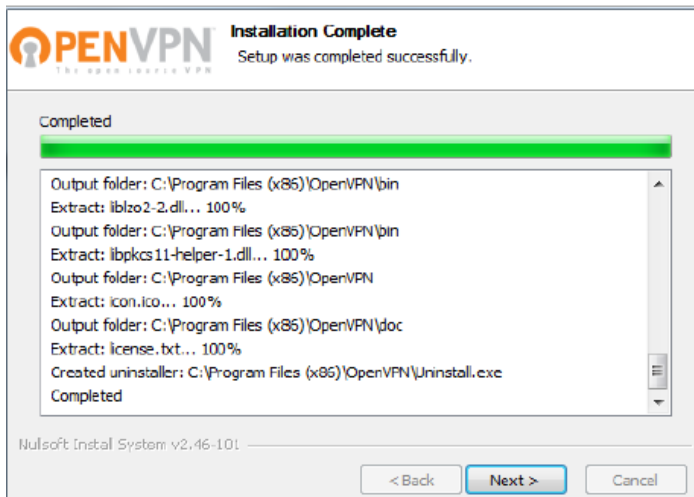 OPENVPN
The open source VPN
Installation Complete
Setup was completed successfully.
Completed
Output folder: C:\Program Files (x86)\OpenVPN\bin
Extract: liblzo2-2.dll... 100%
Output folder: C:\Program Files (x86)\OpenVPN\bin
Extract: libpkcs11-helper-1.dll... 100%
Output folder: C:\Program Files (x86)\OpenVPN
Extract: icon.ico... 100%
Output folder: C:\Program Files (x86)\OpenVPN\doc
Extract: license.txt... 100%
Created uninstaller: C:\Program Files (x86)\OpenVPN\Uninstall.exe
Completed
Nullsoft Install System v2.46-101
< Back Next > Cancel